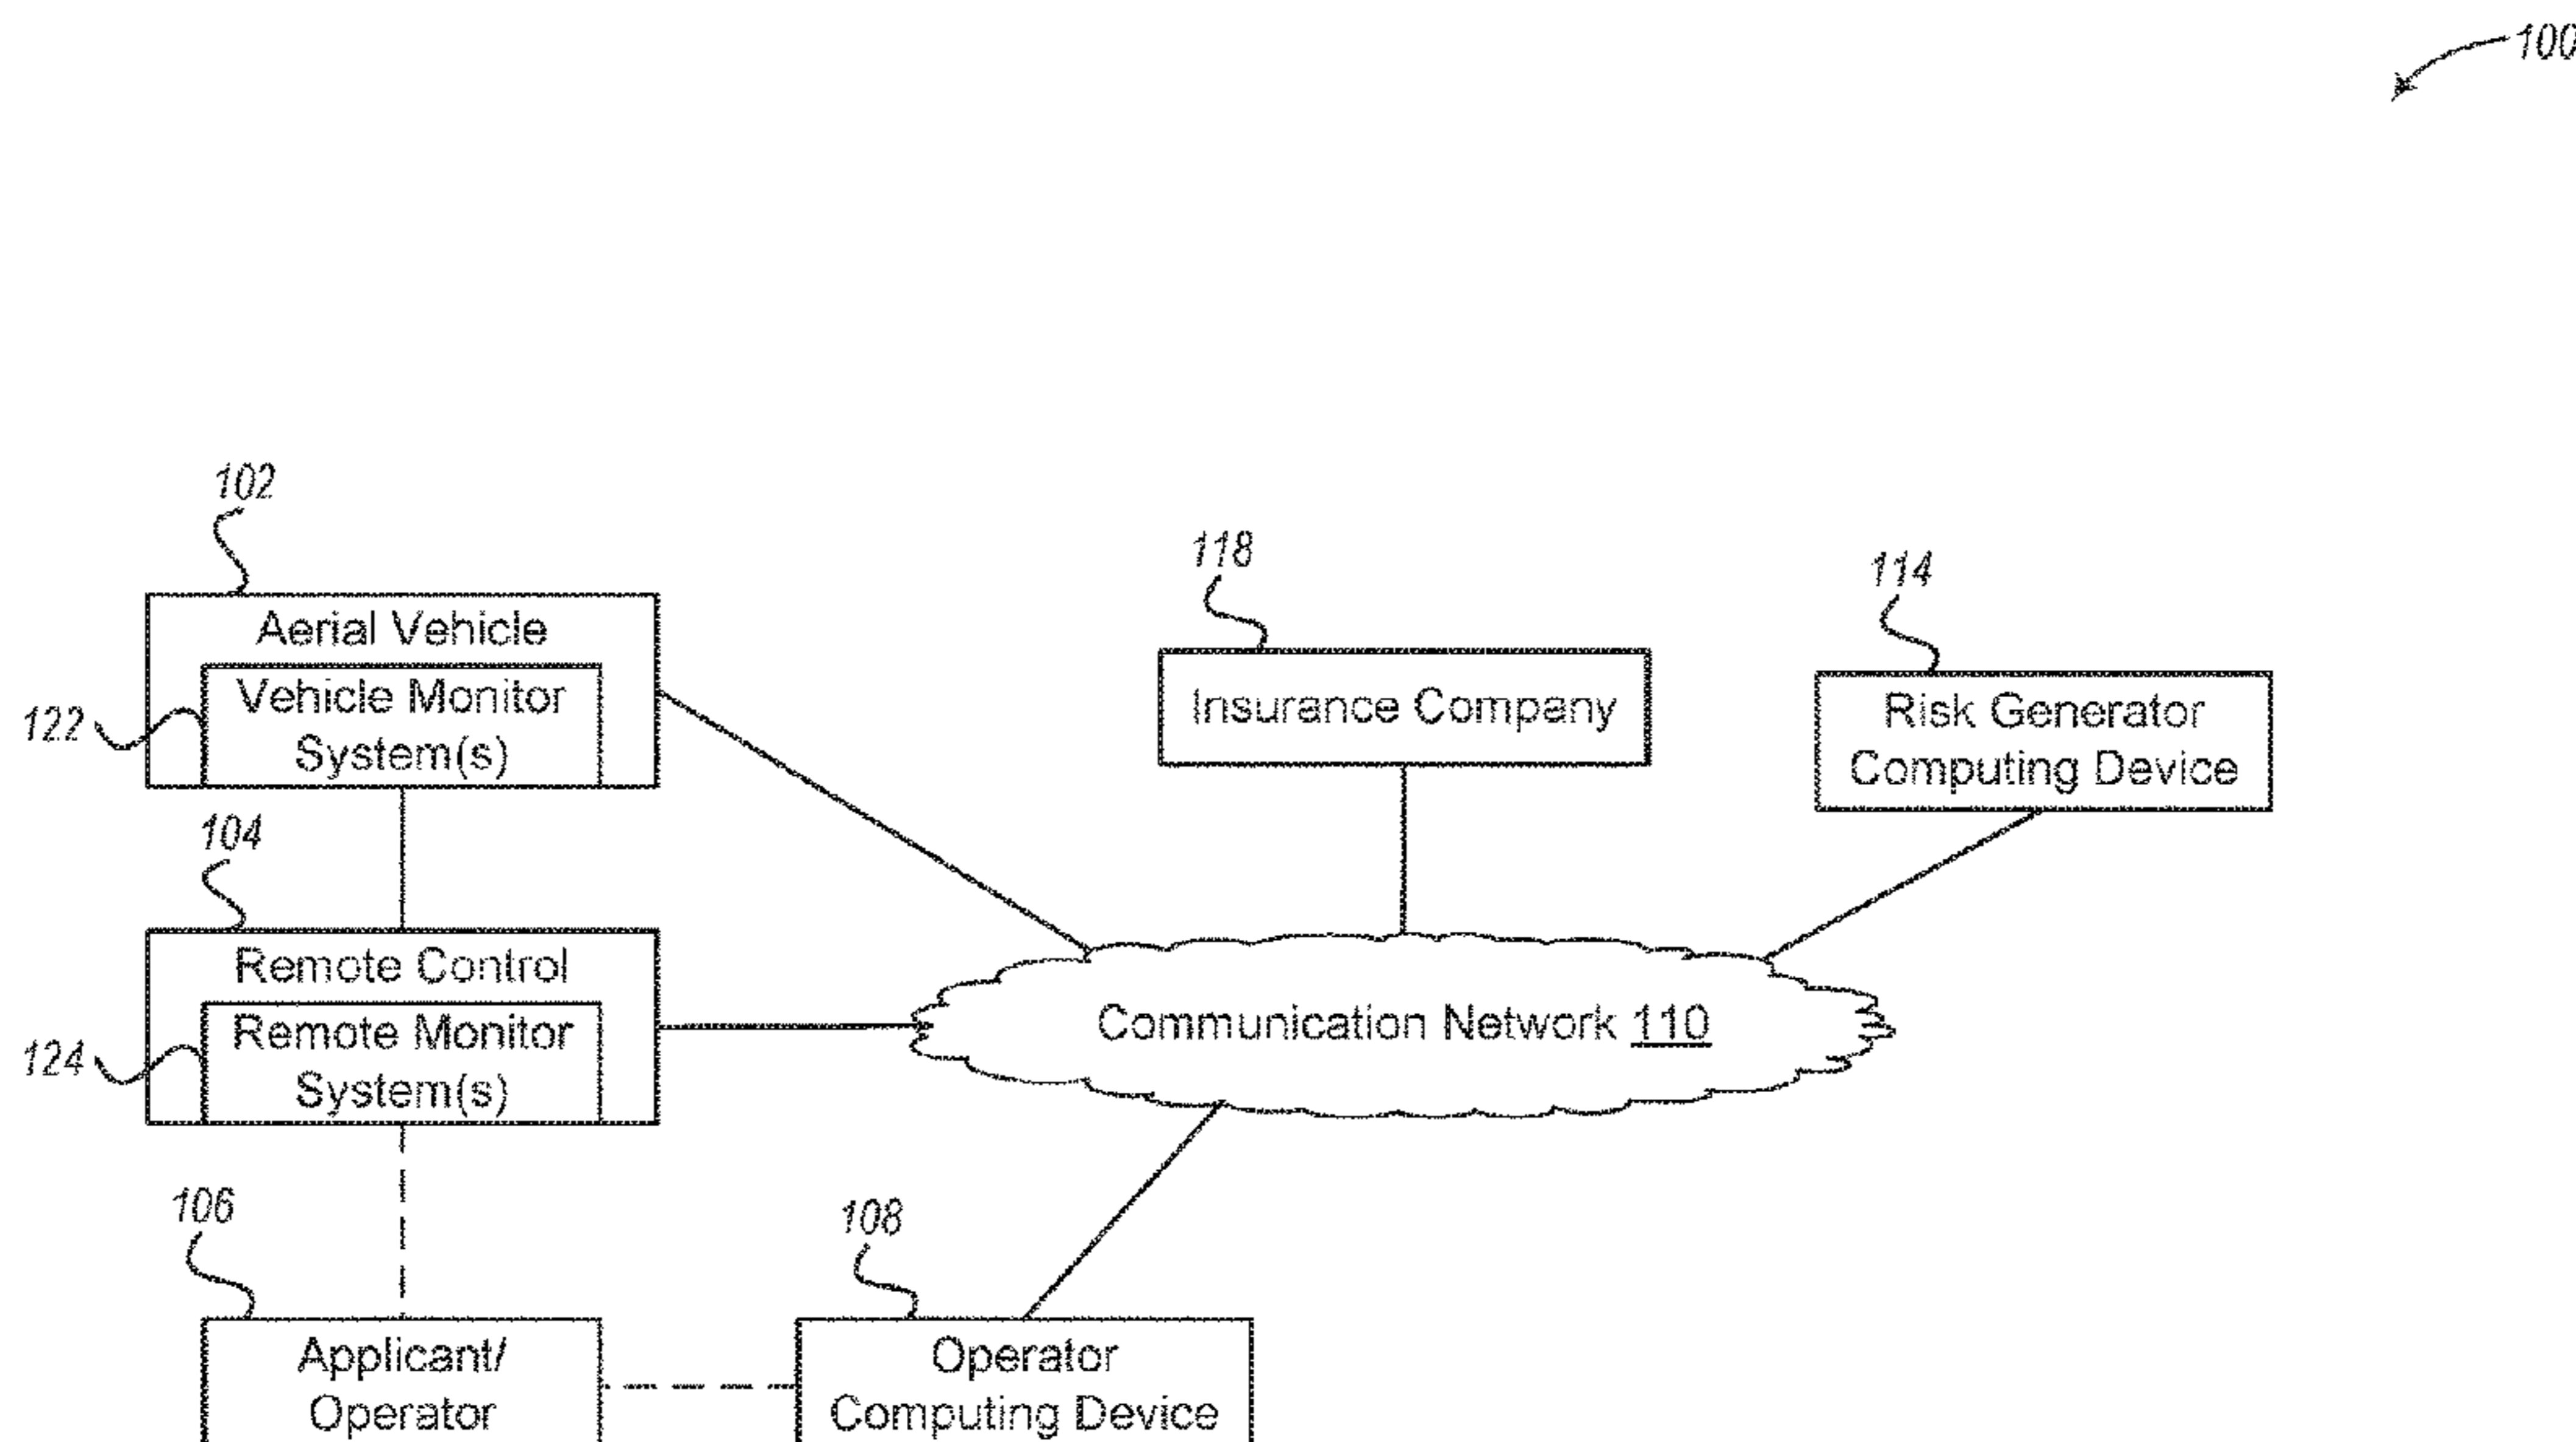 100
102
Aerial Vehicle
Vehicle Monitor
System(s)
122
118
Insurance Company
114
Risk Generator
Computing Device
104
Remote Control
Remote Monitor
System(s)
124
Communication Network 110
106
Applicant/
Operator
108
Operator
Computing Device